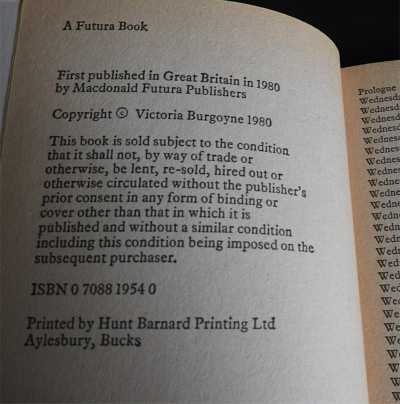 A Futura Book
First published in Great Britain in 1980
by Macdonald Futura Publishers
Copyright © Victoria Burgoyne 1980
This book is sold subject to the condition
that it shall not, by way of trade or
otherwise, be lent, re-sold, hired out or
otherwise circulated without the publisher's
prior consent in any form of binding or
cover other than that in which it is
published and without a similar condition
including this condition being imposed on the
subsequent purchaser.
ISBN 0 7088 1954 0
Printed by Hunt Barnard Printing Ltd
Aylesbury, Bucks
Prologue